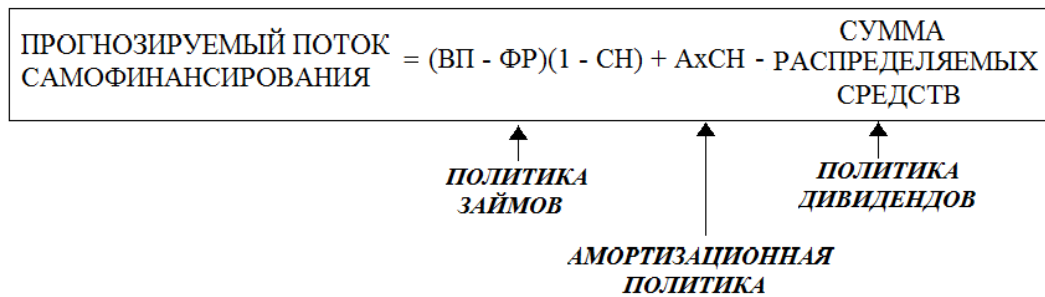 ПРОГНОЗИРУЕМЫЙ ПОТОК
САМОФИНАНСИРОВАНИЯ
= (ВП - ФР)(1 - СН) + АхСН -
СУММА
РАСПРЕДЕЛЯЕМЫХ
СРЕДСТВ
ПОЛИТИКА
ЗАЙМОВ
ПОЛИТИКА
ДИВИДЕНДОВ
АМОРТИЗАЦИОННАЯ
ПОЛИТИКА